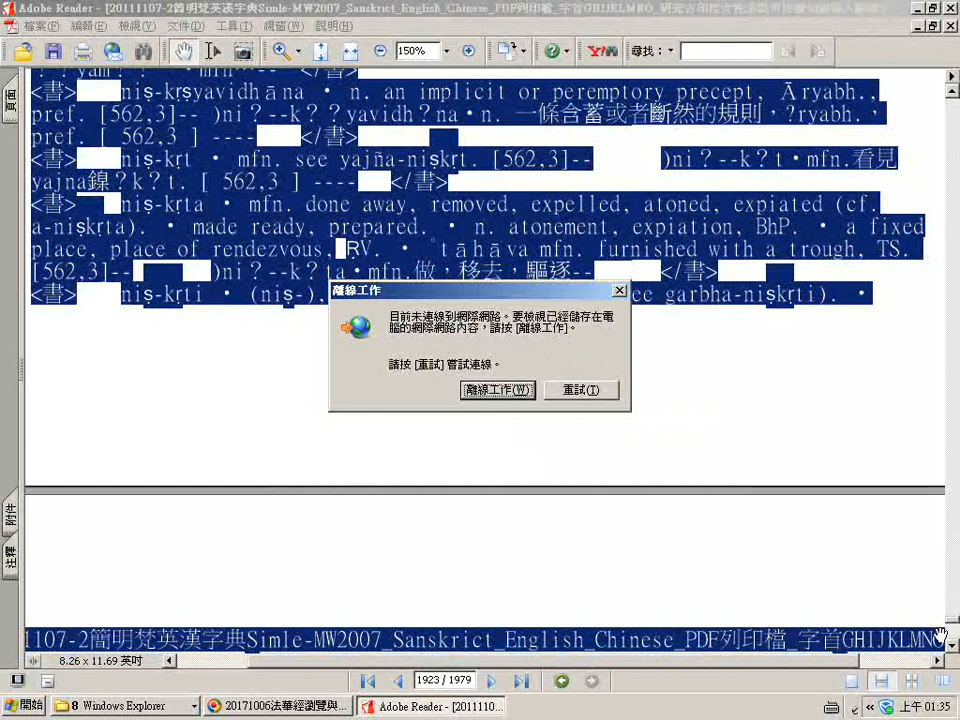 Adobe Reader - [20111107-2簡明梵英漢字典Simle-MW2007_Sanskrict_English_Chinese_PDF列印檔_字首GHIJKLMNO_
檔案(F) 編輯(E) 檢視(V) 文件(D) 工具(T) 視窗(W) 說明(H)
150% 尋找:
頁面
<書> niṣ-kṛṣyavidhāna • n. an implicit or peremptory precept, Āryabh.,
pref. [562,3]-- )ni?--k??yavidh?na•n. 一條含蓄或者斷然的規則，?ryabh.，
pref. [ 562,3 ] ---- </書>
<書> niṣ-kṛt • mfn. see yajña-niṣkṛt. [562,3]-- )ni?--k?t•mfn.看見
yajna鎳?k?t. [ 562,3 ] ---- </書>
<書> niṣ-kṛta • mfn. done away, removed, expelled, atoned, expiated (cf.
a-niṣkṛta). • made ready, prepared. • n. atonement, expiation, BhP. • a fixed
place, place of rendezvous, ṚV. • °tāhāva mfn. furnished with a trough, TS.
[562,3]-- )ni?--k?ta•mfn.做，移去，驅逐-- </書>
<書> niṣ-kṛti • (niṣ-), ee garbha-niṣkṛti). •
離線工作
目前未連線到網際網路。要檢視已經儲存在電
腦的網際網路內容，請按 [離線工作]。
請按 [重試] 嘗試連線。
離線工作(W) 重試(T)
附件
注釋
1107-2簡明梵英漢字典Simle-MW2007_Sanskrict_English_Chinese_PDF列印檔_字首GHIJKLMNO
8.26 x 11.69 英吋
1923 / 1979
開始 8 Windows Explorer 20171006法華經瀏覽與... Adobe Reader - [2011110... 上午 01:35